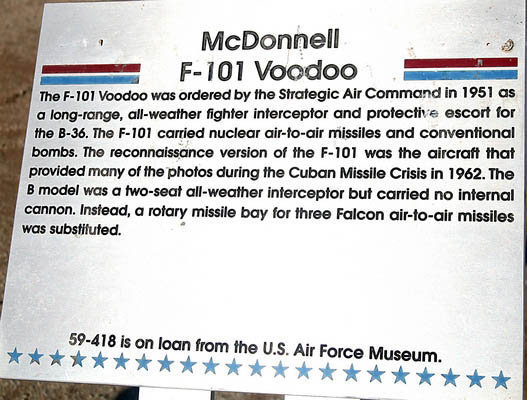 McDonnell
F-101 Voodoo
The F-101 Voodoo was ordered by the Strategic Air Command in 1951 as
a long-range, all-weather fighter interceptor and protective escort for
the B-36. The F-101 carried nuclear air-to-air missiles and conventional
bombs. The reconnaissance version of the F-101 was the aircraft that
provided many of the photos during the Cuban Missile Crisis in 1962. The
B model was a two-seat all-weather interceptor but carried no internal
cannon. Instead, a rotary missile bay for three Falcon air-to-air missiles
was substituted.
59-418 is on loan from the U.S. Air Force Museum.